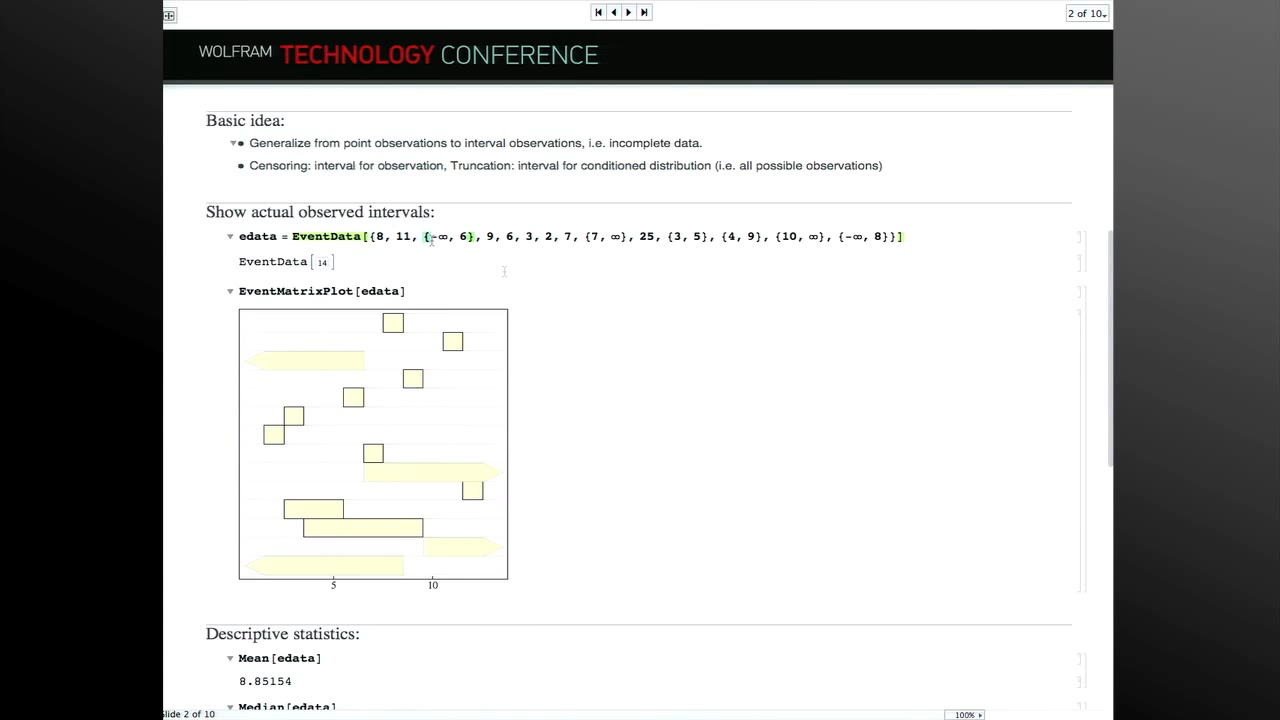 2 of 10
WOLFRAM TECHNOLOGY CONFERENCE
Basic idea:
Generalize from point observations to interval observations, i.e. incomplete data.
Censoring: interval for observation, Truncation: interval for conditioned distribution (i.e. all possible observations)
Show actual observed intervals:
edata = EventData[{8, 11, {-∞, 6}, 9, 6, 3, 2, 7, {7, ∞}, 25, {3, 5}, {4, 9}, {10, ∞}, {-∞, 8}}]
EventData[14]
EventMatrixPlot[edata]
5 10
Descriptive statistics:
Mean[edata]
8.85154
Median[edata]
Slide 2 of 10
100%